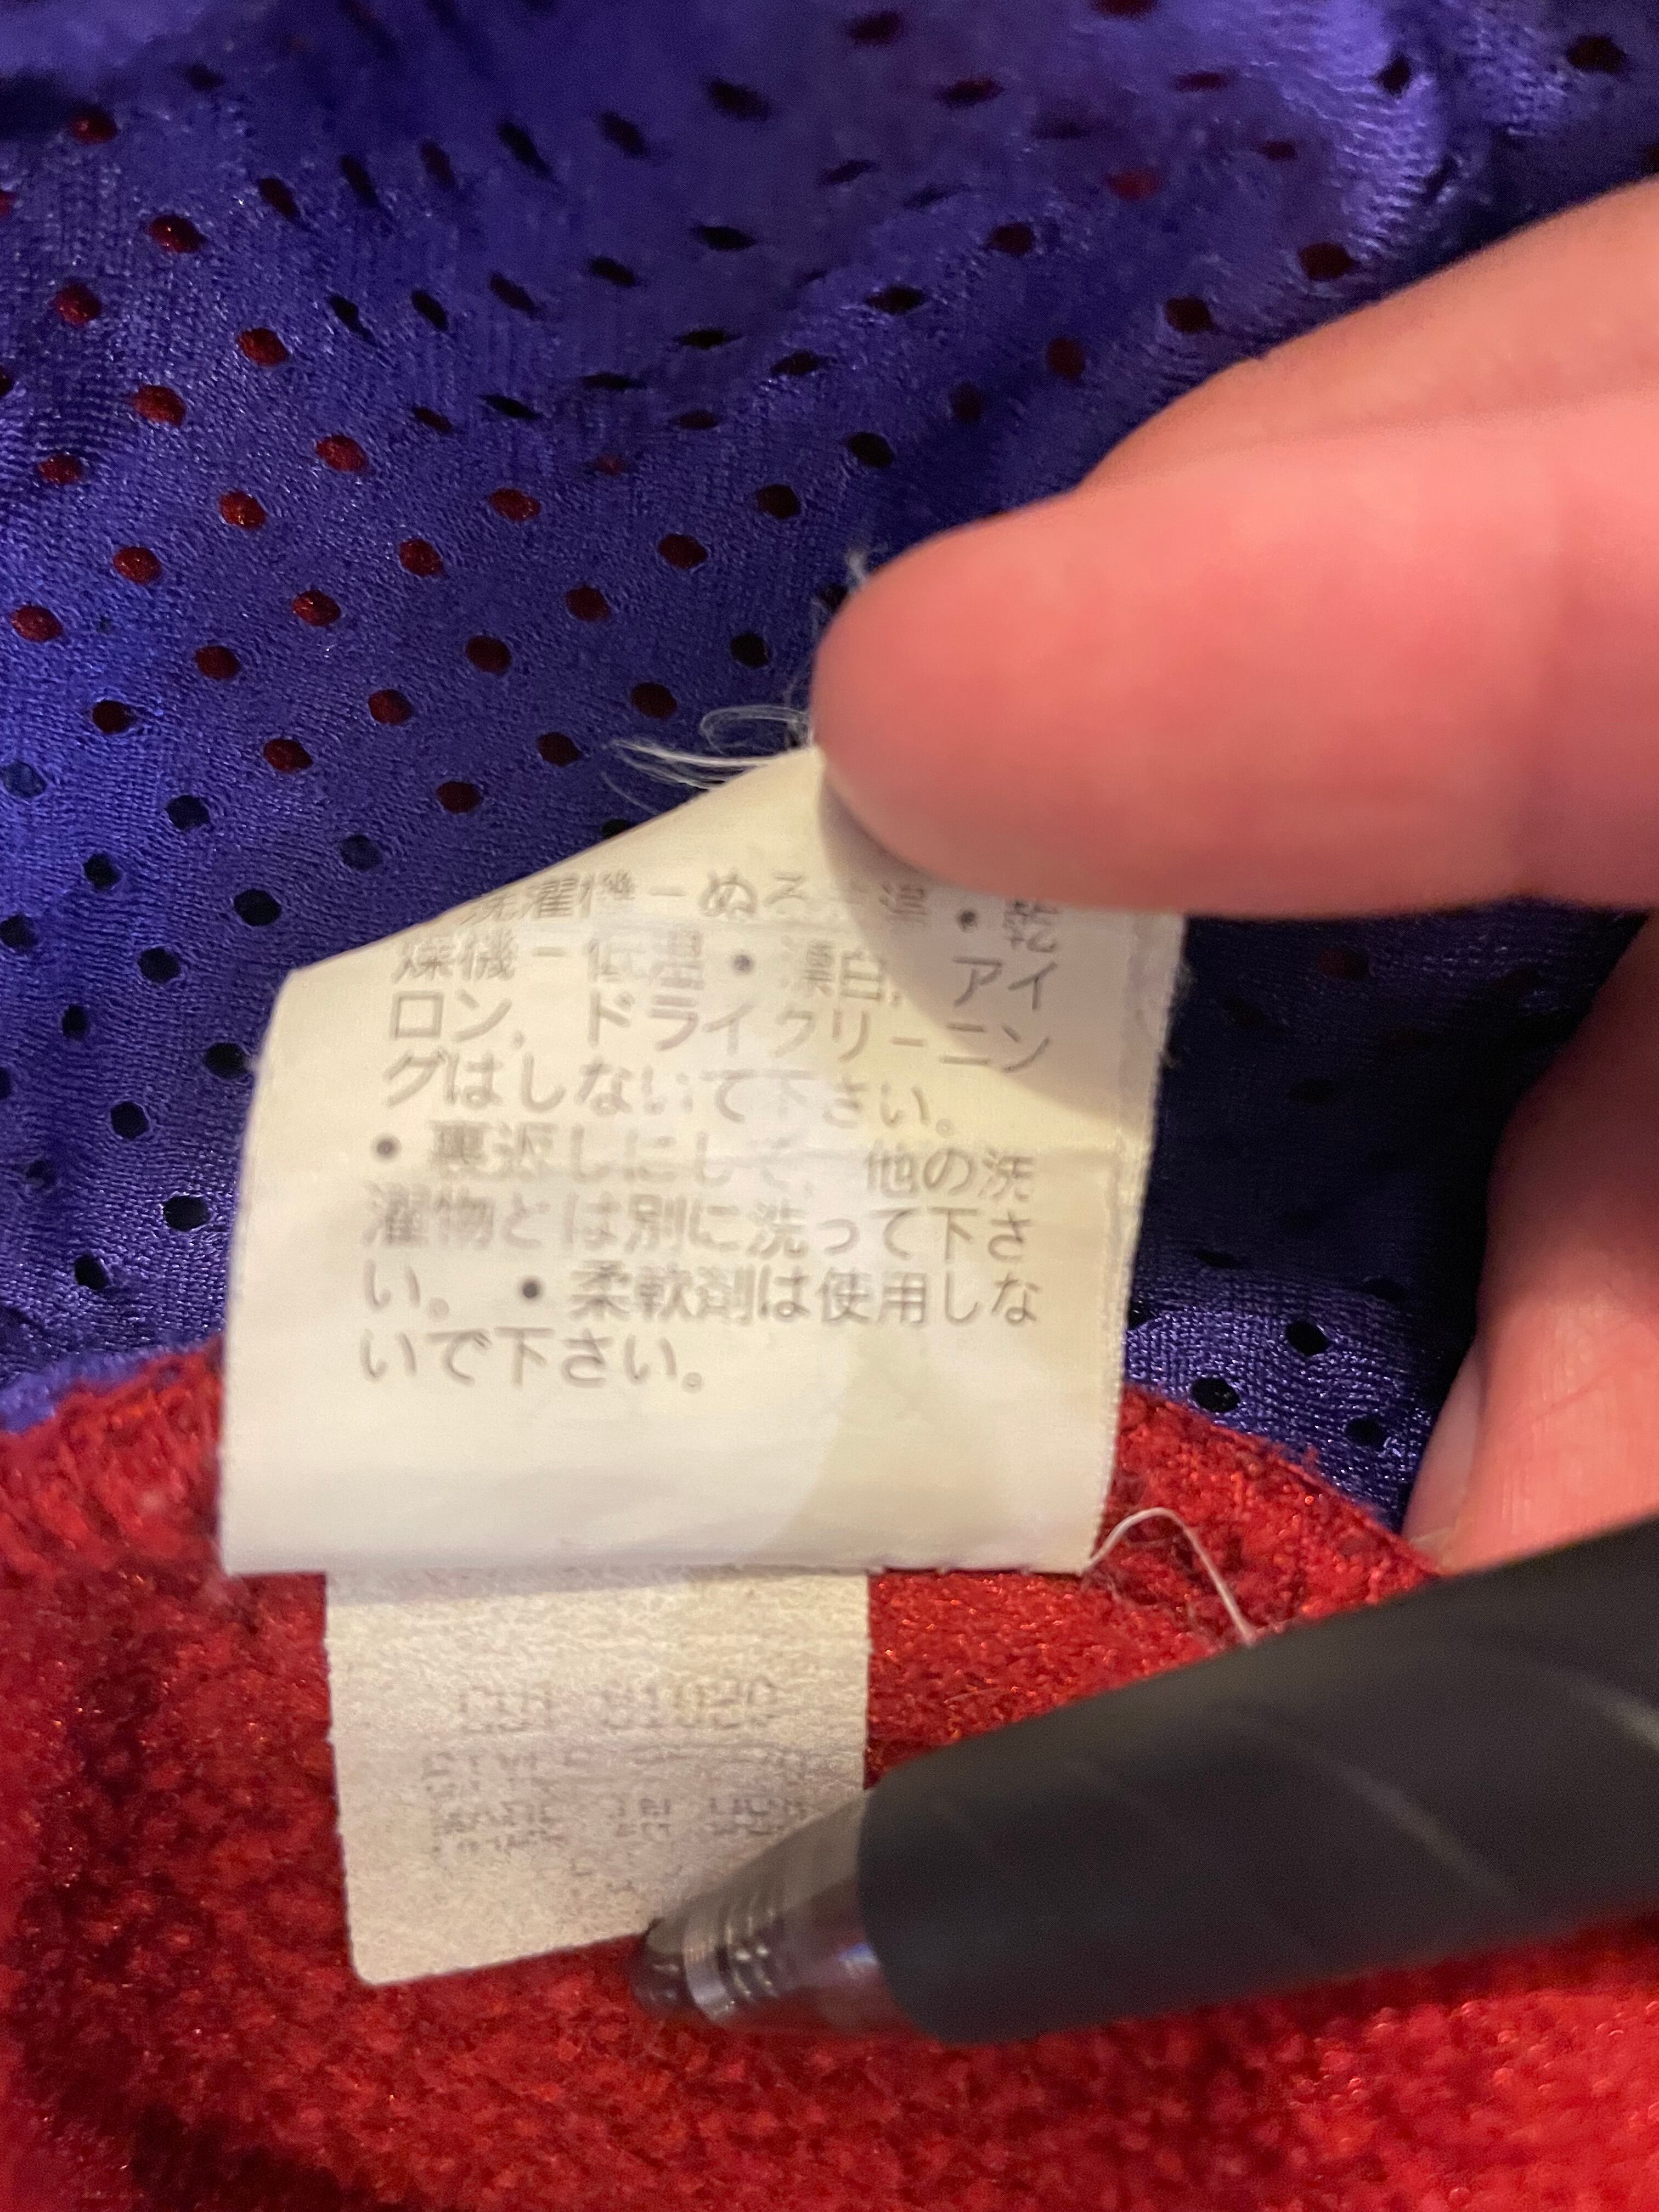 洗濯機−ぬるま湯・乾
燥機−低温・漂白, アイ
ロン, ドライクリーニン
グはしないで下さい。
・裏返しにして, 他の洗
濯物とは別に洗って下さ
い。 ・柔軟剤は使用しな
いで下さい。